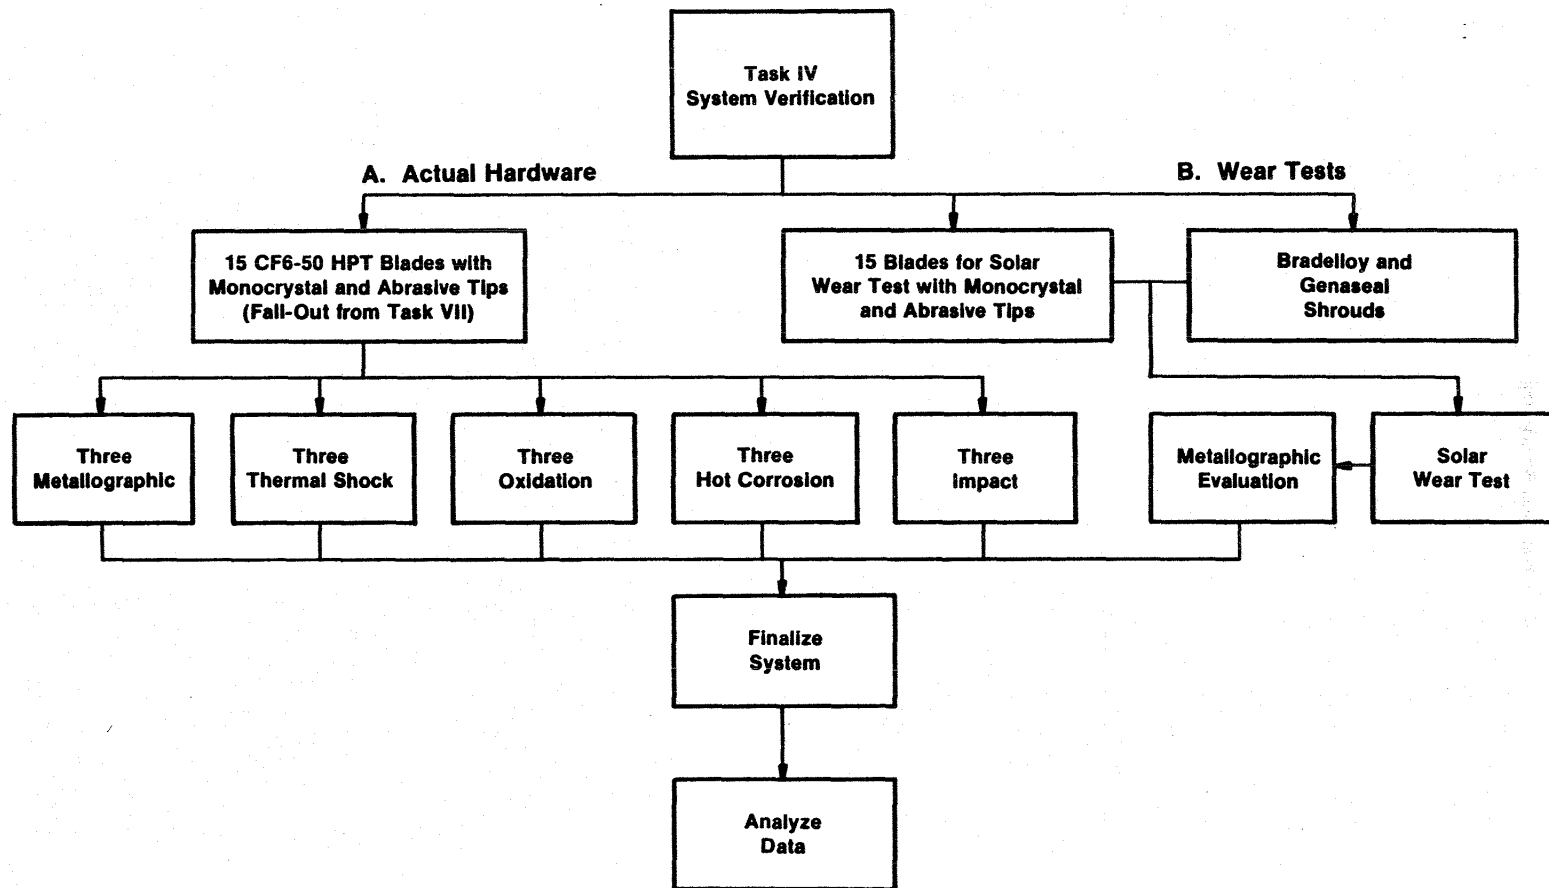 Task IV
System Verification
A. Actual Hardware
B. Wear Tests
15 CF6-50 HPT Blades with
Monocrystal and Abrasive Tips
(Fall-Out from Task VII)
15 Blades for Solar
Wear Test with Monocrystal
and Abrasive Tips
Bradelloy and
Genaseal
Shrouds
Three
Metallographic
Three
Thermal Shock
Three
Oxidation
Three
Hot Corrosion
Three
Impact
Metallographic
Evaluation
Solar
Wear Test
Finalize
System
Analyze
Data